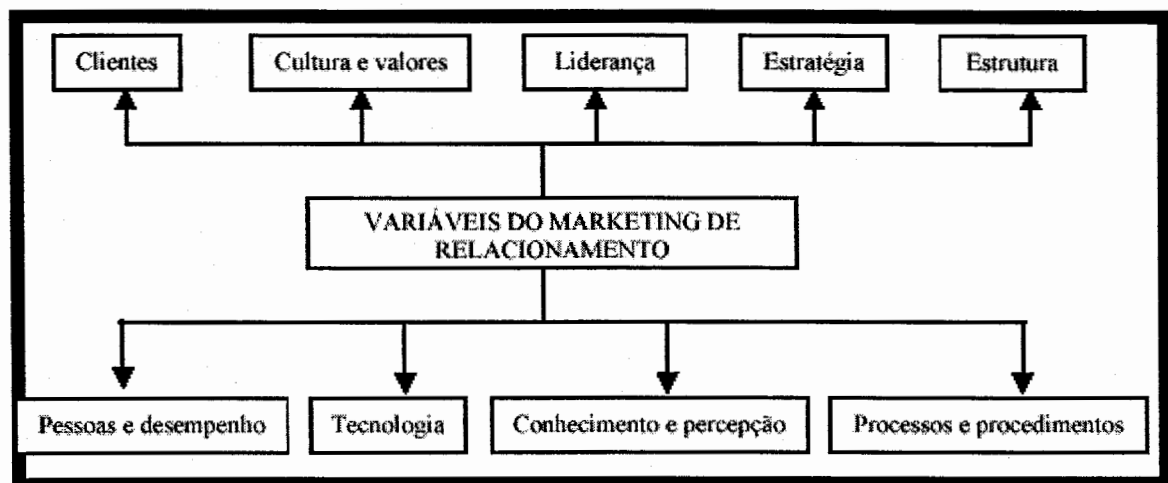 Clientes
Cultura e valores
Liderança
Estratégia
Estrutura
VARIÁVEIS DO MARKETING DE
RELACIONAMENTO
Pessoas e desempenho
Tecnologia
Conhecimento e percepção
Processos e procedimentos